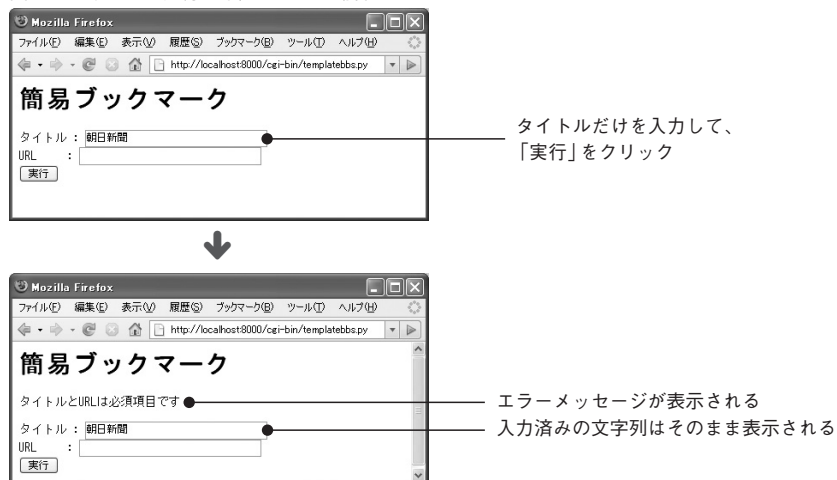 Mozilla Firefox
ファイル(F) 編集(E) 表示(V) 履歴(S) ブックマーク(B) ツール(T) ヘルプ(H)
http://localhost:8000/cgi-bin/templatebbs.py
簡易ブックマーク
タイトル : 朝日新聞
URL :
実行
タイトルだけを入力して、
「実行」をクリック
Mozilla Firefox
ファイル(F) 編集(E) 表示(V) 履歴(S) ブックマーク(B) ツール(T) ヘルプ(H)
http://localhost:8000/cgi-bin/templatebbs.py
簡易ブックマーク
タイトルとURLは必須項目です
エラーメッセージが表示される
タイトル : 朝日新聞
入力済みの文字列はそのまま表示される
URL :
実行